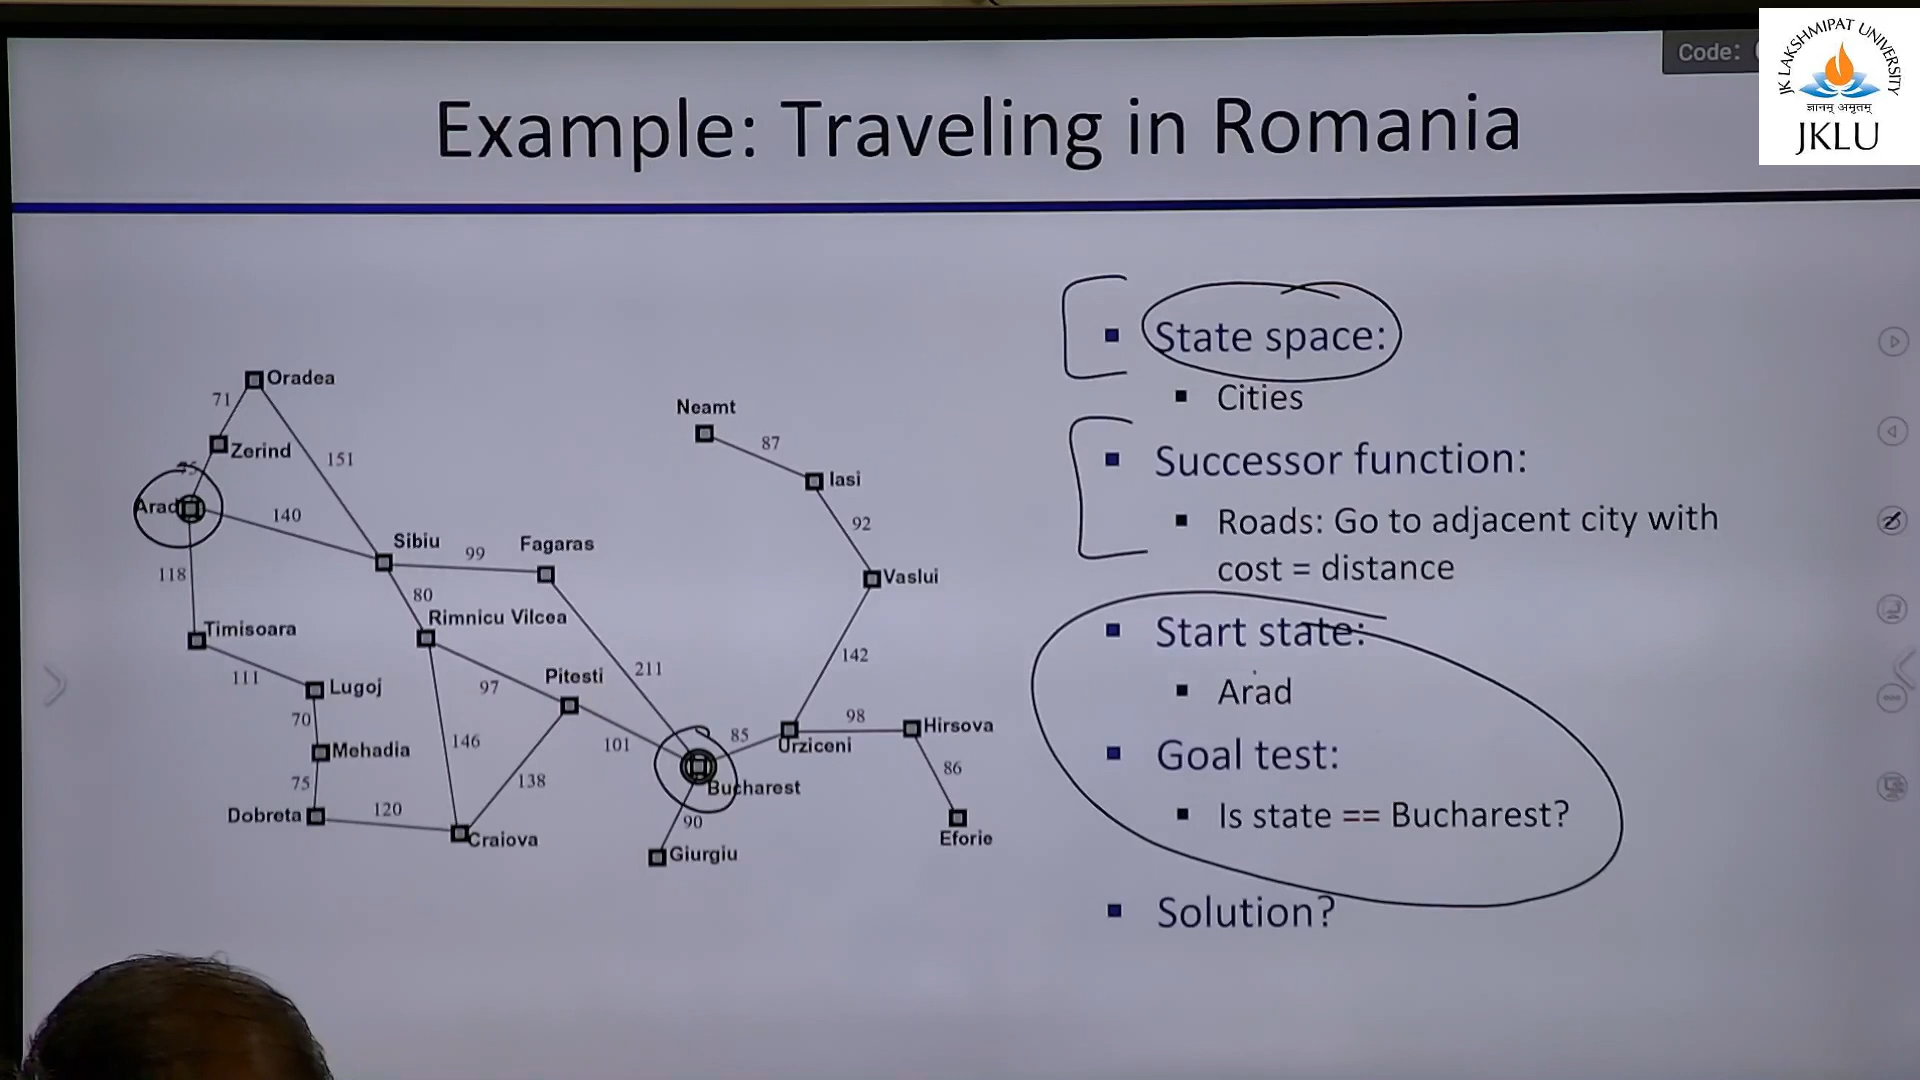 Code:
JK LAKSHMIPAT UNIVERSITY
ज्ञानम् अमृतम्
JKLU
Example: Traveling in Romania
Oradea
71
Neamt
Zerind
87
151
Iasi
75
Arad
140
92
Sibiu
99
Fagaras
118
Vaslui
80
Timisoara
Rimnicu Vilcea
142
111
Lugoj
97
Pitesti
211
70
98
Hirsova
146
101
85
Urziceni
Mehadia
138
86
75
Bucharest
120
Dobreta
90
Craiova
Eforie
Giurgiu
State space:
Cities
Successor function:
Roads: Go to adjacent city with
cost = distance
Start state:
Arad
Goal test:
Is state == Bucharest?
Solution?